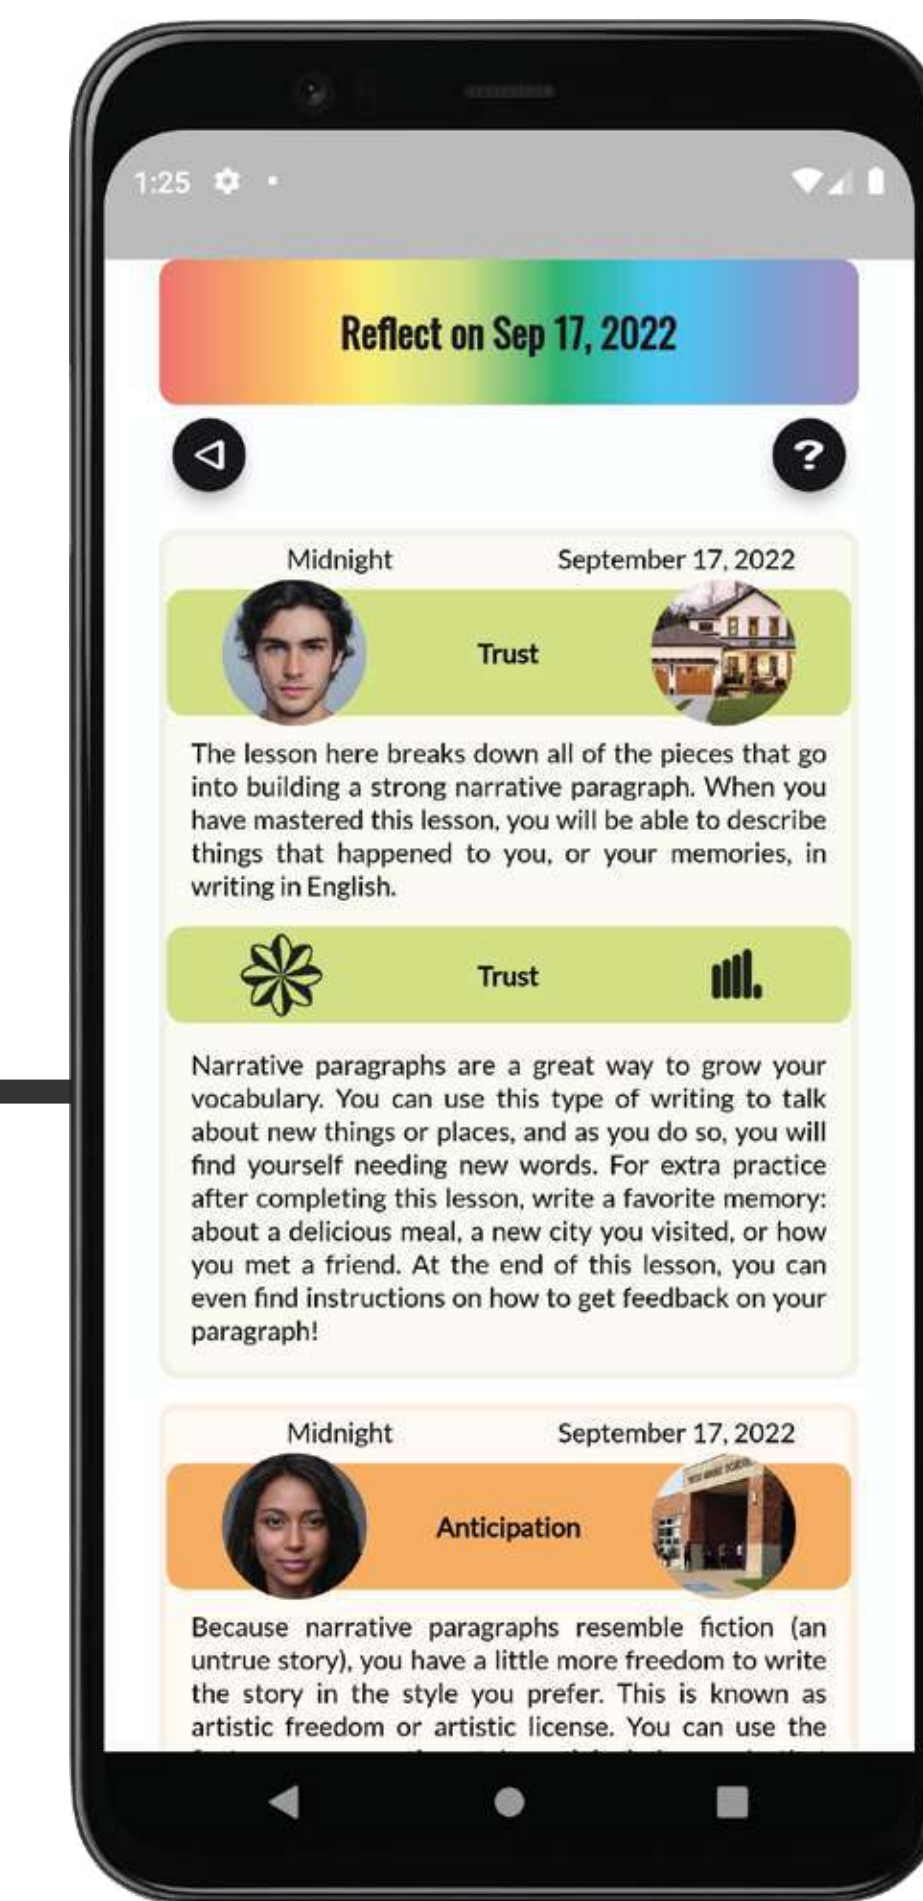 1:25
Reflect on Sep 17, 2022
?
Midnight September 17, 2022
Trust
The lesson here breaks down all of the pieces that go
into building a strong narrative paragraph. When you
have mastered this lesson, you will be able to describe
things that happened to you, or your memories, in
writing in English.
Trust
Narrative paragraphs are a great way to grow your
vocabulary. You can use this type of writing to talk
about new things or places, and as you do so, you will
find yourself needing new words. For extra practice
after completing this lesson, write a favorite memory:
about a delicious meal, a new city you visited, or how
you met a friend. At the end of this lesson, you can
even find instructions on how to get feedback on your
paragraph!
Midnight September 17, 2022
Anticipation
Because narrative paragraphs resemble fiction (an
untrue story), you have a little more freedom to write
the story in the style you prefer. This is known as
artistic freedom or artistic license. You can use the